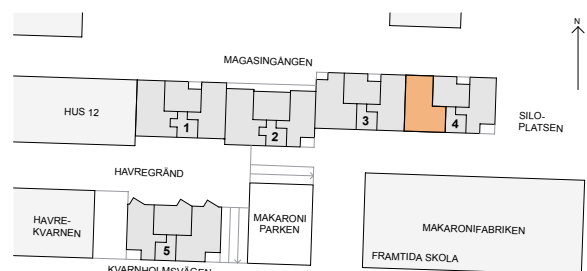 N
MAGASINGÅNGEN
HUS 12
1
2
3
4
SILO-
PLATSEN
HAVREGRÄND
HAVRE-
KVARNEN
5
MAKARONI
PARKEN
MAKARONIFABRIKEN
FRAMTIDA SKOLA
KVARNHOLMSVÄGEN